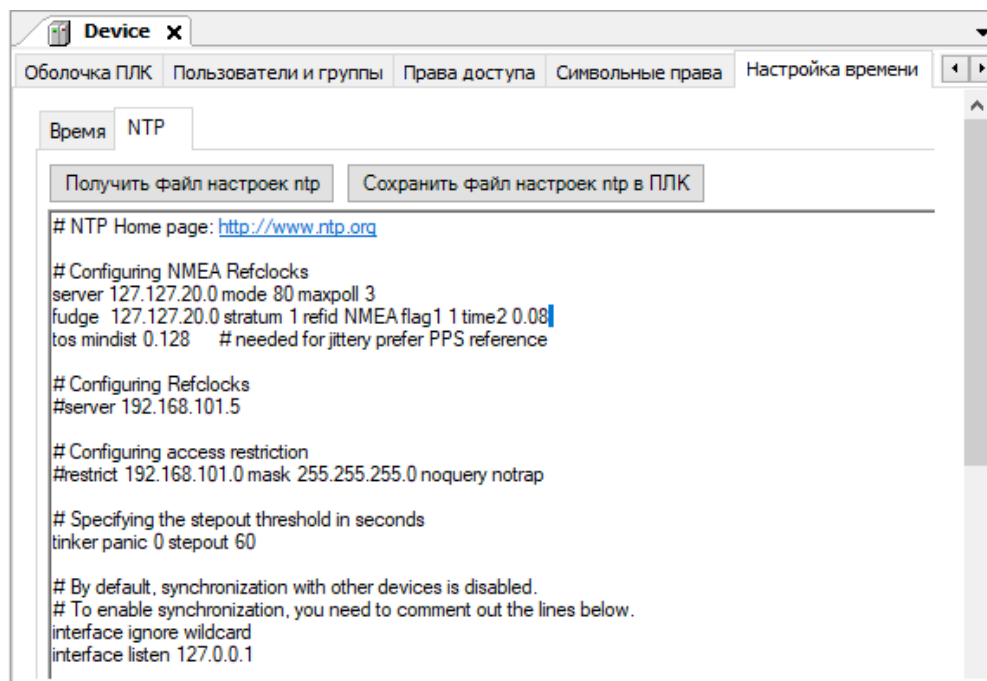 Device
Оболочка ПЛК Пользователи и группы Права доступа Символьные права Настройка времени
Время NTP
Получить файл настроек ntp Сохранить файл настроек ntp в ПЛК
# NTP Home page: http://www.ntp.org
# Configuring NMEA Refclocks
server 127.127.20.0 mode 80 maxpoll 3
fudge 127.127.20.0 stratum 1 refid NMEA flag1 1 time2 0.08
tos mindist 0.128 # needed for jittery prefer PPS reference
# Configuring Refclocks
#server 192.168.101.5
# Configuring access restriction
#restrict 192.168.101.0 mask 255.255.255.0 noquery notrap
# Specifying the stepout threshold in seconds
tinker panic 0 stepout 60
# By default, synchronization with other devices is disabled.
# To enable synchronization, you need to comment out the lines below.
interface ignore wildcard
interface listen 127.0.0.1